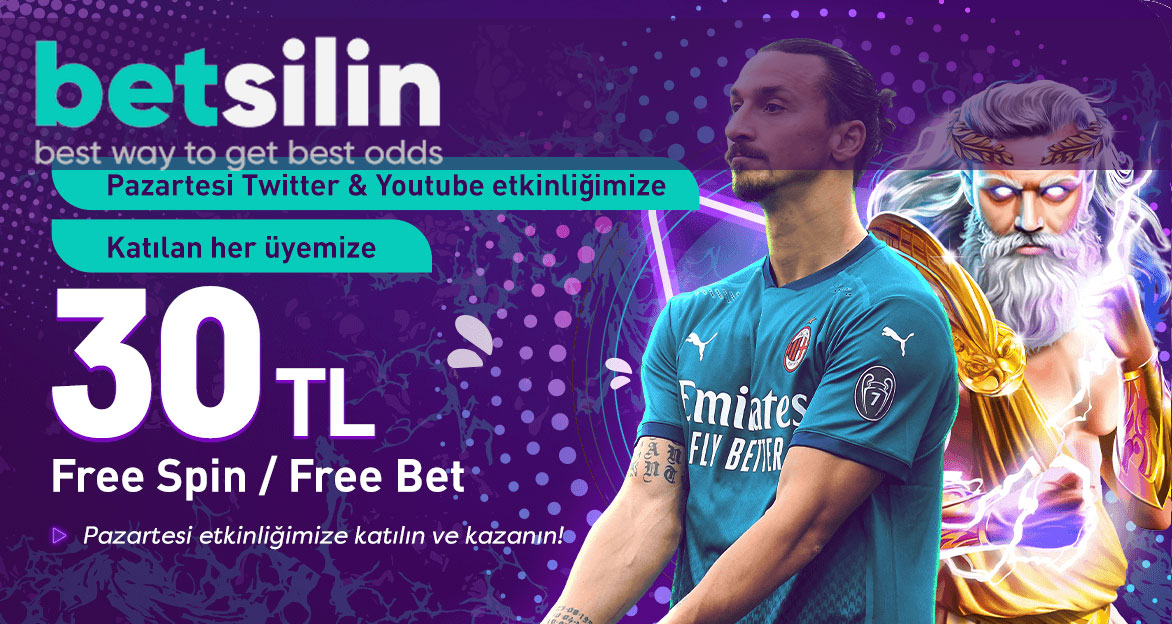 betsilin
best way to get best odds
Pazartesi Twitter & Youtube etkinliğimize
Katılan her üyemize
30 TL
Free Spin / Free Bet
Pazartesi etkinliğimize katılın ve kazanın!
Emirates
FLY BETTER
7